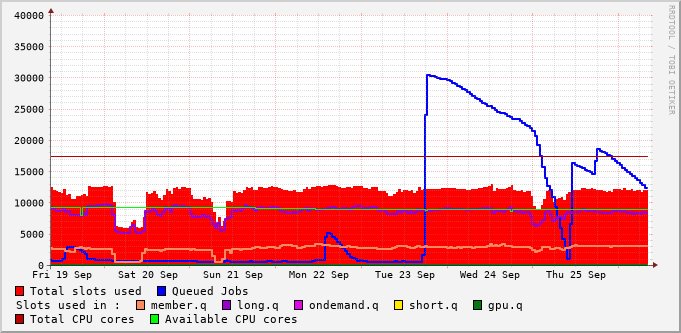 40000
35000
30000
25000
20000
15000
10000
5000
0
Fri 19 Sep Sat 20 Sep Sun 21 Sep Mon 22 Sep Tue 23 Sep Wed 24 Sep Thu 25 Sep
Total slots used Queued Jobs
Slots used in : member.q long.q ondemand.q short.q gpu.q
Total CPU cores Available CPU cores
RRDTOOL / TOBI OETIKER